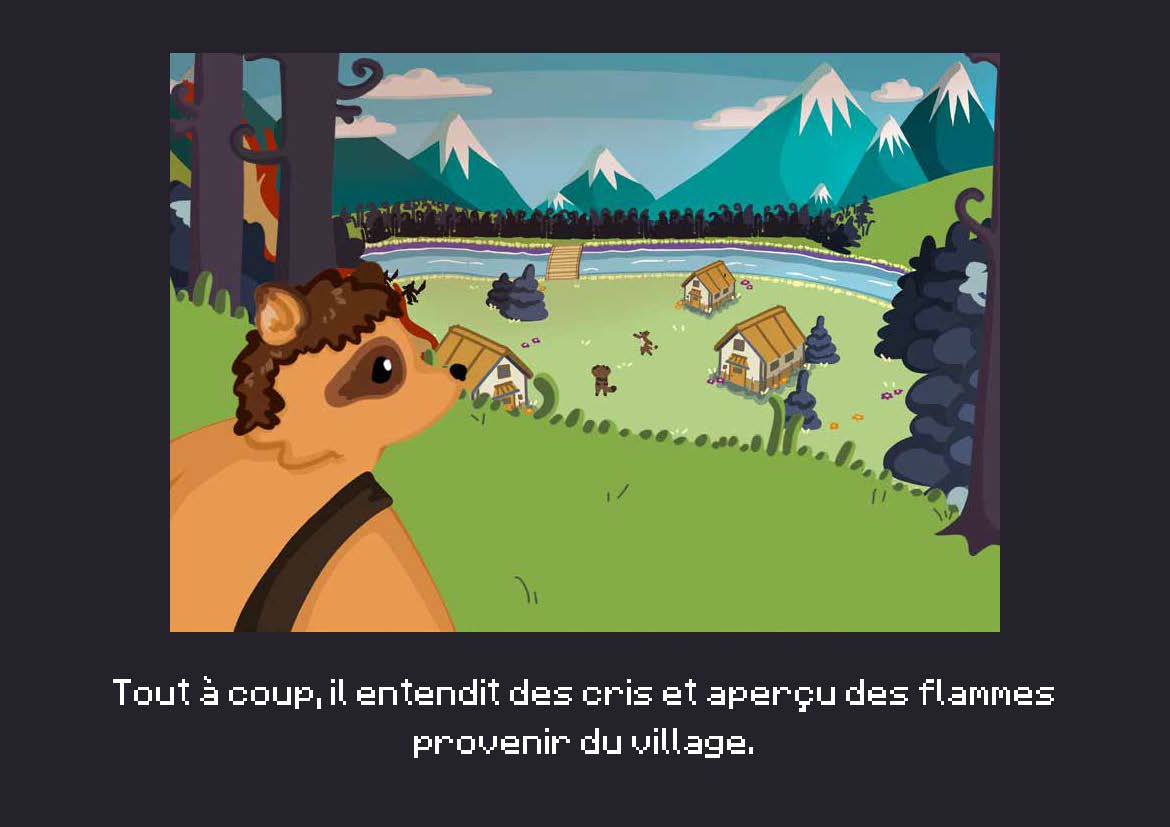 Tout à coup, il entendit des cris et aperçu des flammes
provenir du village.